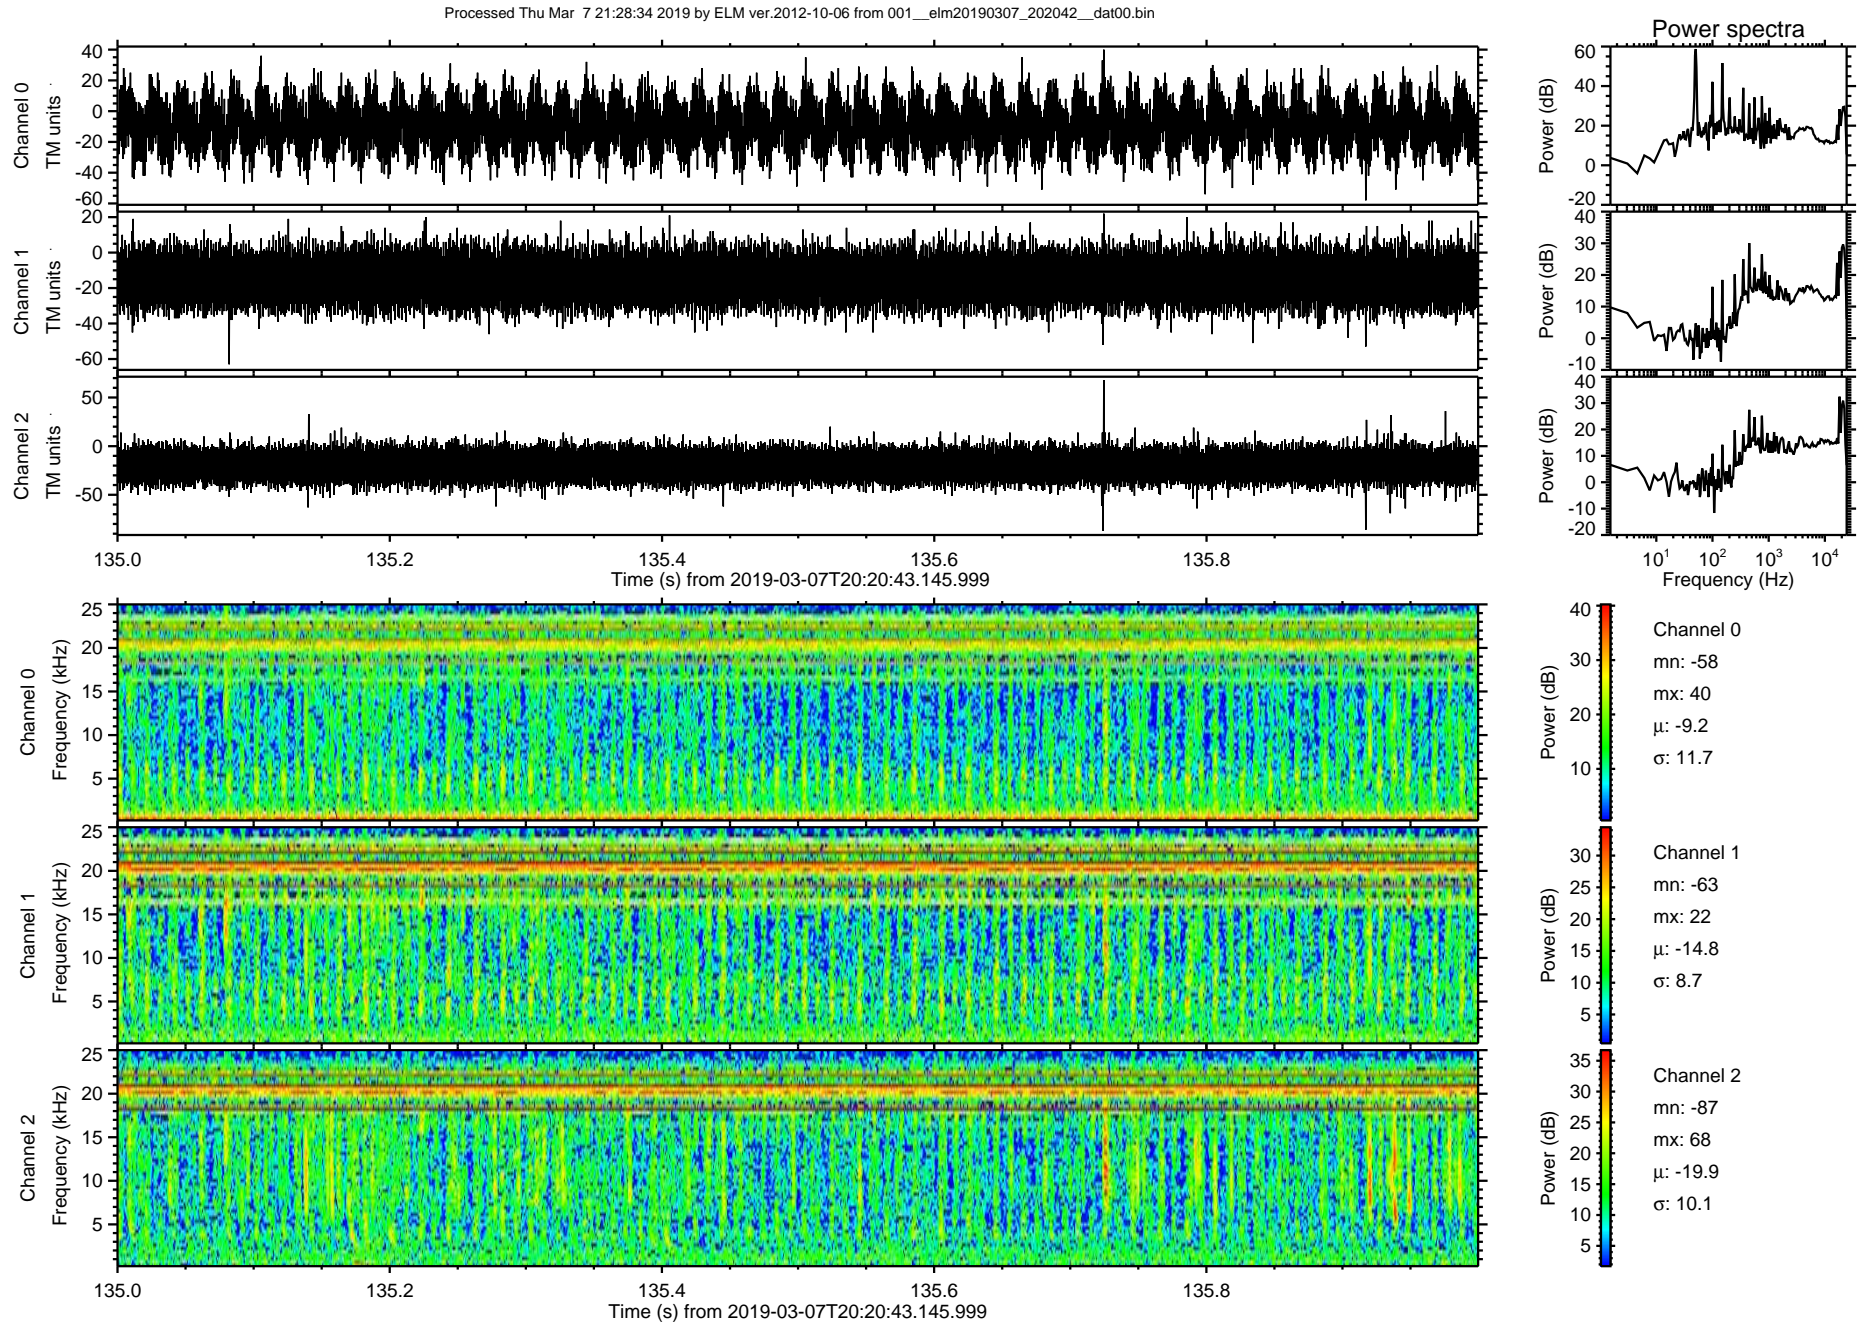 Processed Thu Mar  7 21:28:34 2019 by ELM ver.2012-10-06 from 001__elm20190307_202042__dat00.bin
Power spectra
Channel 0
TM units
40
20
0
-20
-40
-60
Power (dB)
60
40
20
0
-20
Channel 1
TM units
20
0
-20
-40
-60
Power (dB)
40
30
20
10
0
-10
Channel 2
TM units
50
0
-50
Power (dB)
40
30
20
10
0
-10
-20
135.0 135.2 135.4 135.6 135.8
Time (s) from 2019-03-07T20:20:43.145.999
10^1 10^2 10^3 10^4
Frequency (Hz)
Channel 0
Frequency (kHz)
25
20
15
10
5
Power (dB)
40
30
20
10
Channel 0
mn: -58
mx: 40
µ: -9.2
σ: 11.7
Channel 1
Frequency (kHz)
25
20
15
10
5
Power (dB)
30
25
20
15
10
5
Channel 1
mn: -63
mx: 22
µ: -14.8
σ: 8.7
Channel 2
Frequency (kHz)
25
20
15
10
5
Power (dB)
35
30
25
20
15
10
5
Channel 2
mn: -87
mx: 68
µ: -19.9
σ: 10.1
135.0 135.2 135.4 135.6 135.8
Time (s) from 2019-03-07T20:20:43.145.999